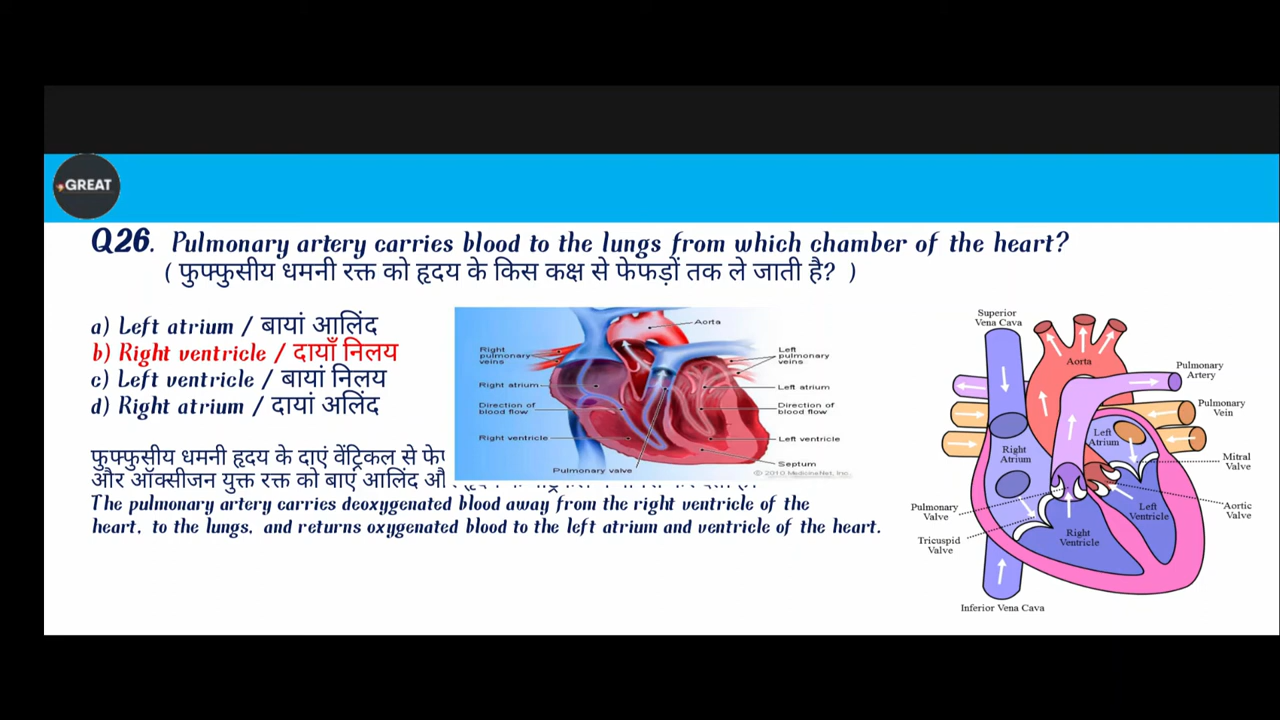 GREAT
Q26. Pulmonary artery carries blood to the lungs from which chamber of the heart?
( फुफ्फुसीय धमनी रक्त को हृदय के किस कक्ष से फेफड़ों तक ले जाती है? )
a) Left atrium / बायां आलिंद
b) Right ventricle / दायाँ निलय
c) Left ventricle / बायां निलय
d) Right atrium / दायां अलिंद
फुफ्फुसीय धमनी हृदय के दाएं वेंट्रिकल से
और ऑक्सीजन युक्त रक्त को बाएं आलिंद
The pulmonary artery carries deoxygenated blood away from the right ventricle of the
heart, to the lungs, and returns oxygenated blood to the left atrium and ventricle of the heart.
Aorta
Right
pulmonary
veins
Left
pulmonary
veins
Right atrium
Left atrium
Direction of
blood flow
Direction of
blood flow
Right ventricle
Left ventricle
Septum
Pulmonary valve
© 2010 MedicineNet, Inc.
Superior
Vena Cava
Aorta
Pulmonary
Artery
Pulmonary
Vein
Left
Atrium
Right
Atrium
Mitral
Valve
Pulmonary
Valve
Left
Ventricle
Aortic
Valve
Right
Ventricle
Tricuspid
Valve
Inferior Vena Cava